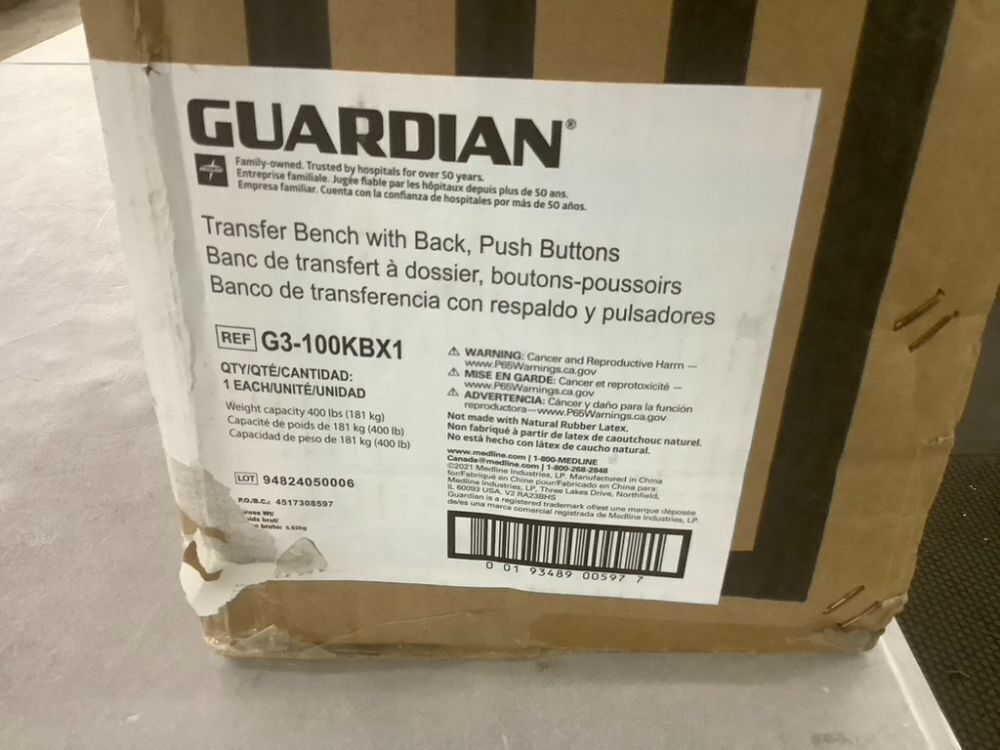 GUARDIAN®
MEDLINE
Family-owned. Trusted by hospitals for over 50 years.
Entreprise familiale. Jugée fiable par les hôpitaux depuis plus de 50 ans.
Empresa familiar. Cuenta con la confianza de hospitales por más de 50 años.
Transfer Bench with Back, Push Buttons
Banc de transfert à dossier, boutons-poussoirs
Banco de transferencia con respaldo y pulsadores
REF G3-100KBX1
QTY/QTÉ/CANTIDAD:
1 EACH/UNITÉ/UNIDAD
Weight capacity 400 lbs (181 kg)
Capacité de poids de 181 kg (400 lb)
Capacidad de peso de 181 kg (400 lb)
LOT 94824050006
P.O./B.C.: 4517308597
ross Wt/
ids brut/
o bruto: 5.92kg
⚠ WARNING: Cancer and Reproductive Harm —
www.P65Warnings.ca.gov
⚠ MISE EN GARDE: Cancer et reprotoxicité —
www.P65Warnings.ca.gov
⚠ ADVERTENCIA: Cáncer y daño para la función
reproductora—www.P65Warnings.ca.gov
Not made with Natural Rubber Latex.
Non fabriqué à partir de latex de caoutchouc naturel.
No está hecho con látex de caucho natural.
www.medline.com | 1-800-MEDLINE
Canada@medline.com | 1-800-268-2848
©2021 Medline Industries, LP. Manufactured in China
for/Fabriqué en Chine pour/Fabricado en China para:
Medline Industries, LP, Three Lakes Drive, Northfield,
IL 60093 USA. V2 RA23BHS
Guardian is a registered trademark of/est une marque déposée
de/es una marca comercial registrada de Medline Industries, LP.
0 01 93489 00597 7